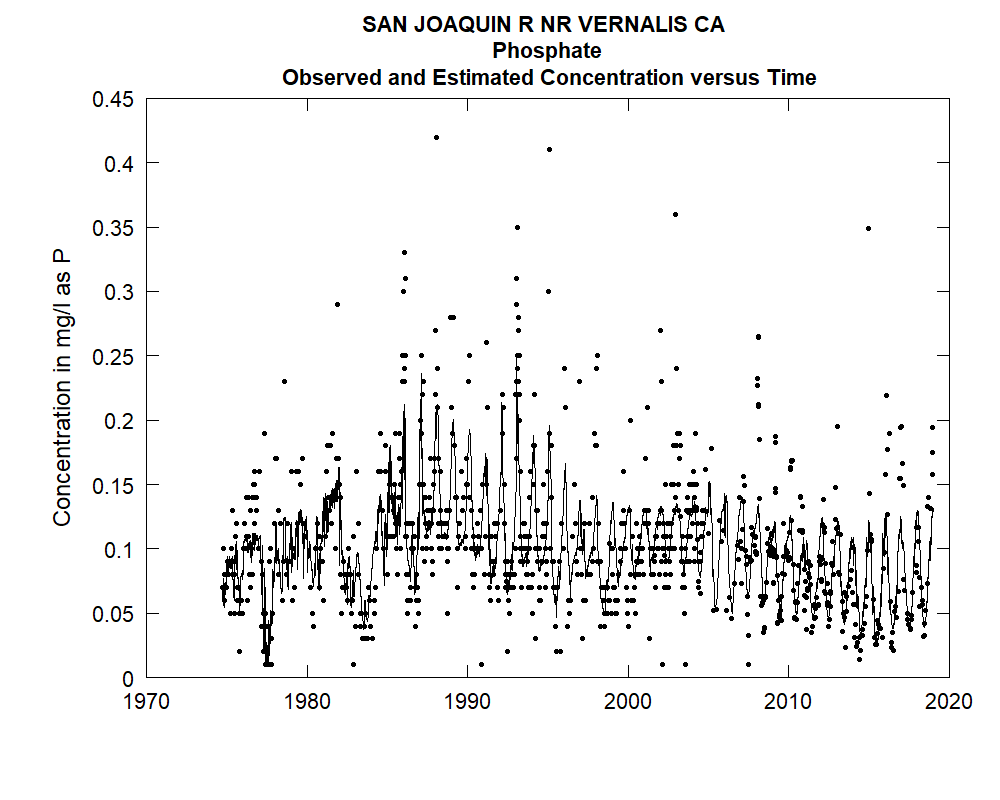 SAN JOAQUIN R NR VERNALIS CA
Phosphate
Observed and Estimated Concentration versus Time
Concentration in mg/l as P
0.45
0.4
0.35
0.3
0.25
0.2
0.15
0.1
0.05
0
1970 1980 1990 2000 2010 2020